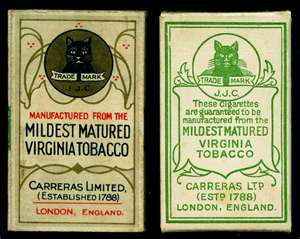 TRADE MARK
J.J.C.
MANUFACTURED FROM THE
MILDEST MATURED
VIRGINIA TOBACCO
CARRERAS LIMITED,
(ESTABLISHED 1788)
LONDON, ENGLAND.
TRADE MARK
J.J.C.
These Cigarettes
are guaranteed to be
manufactured from the
MILDEST MATURED
VIRGINIA
TOBACCO
CARRERAS LTD
(ESTD 1788)
LONDON, ENGLAND.